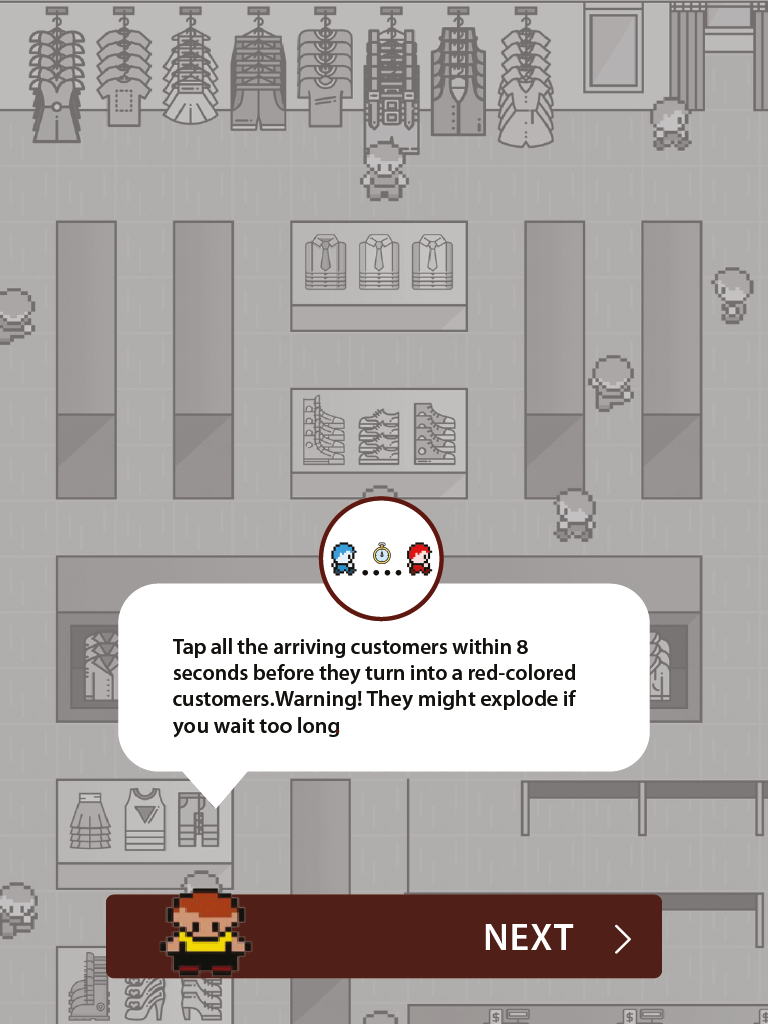 Tap all the arriving customers within 8
seconds before they turn into a red-colored
customers.Warning! They might explode if
you wait too long
NEXT
$
$
$